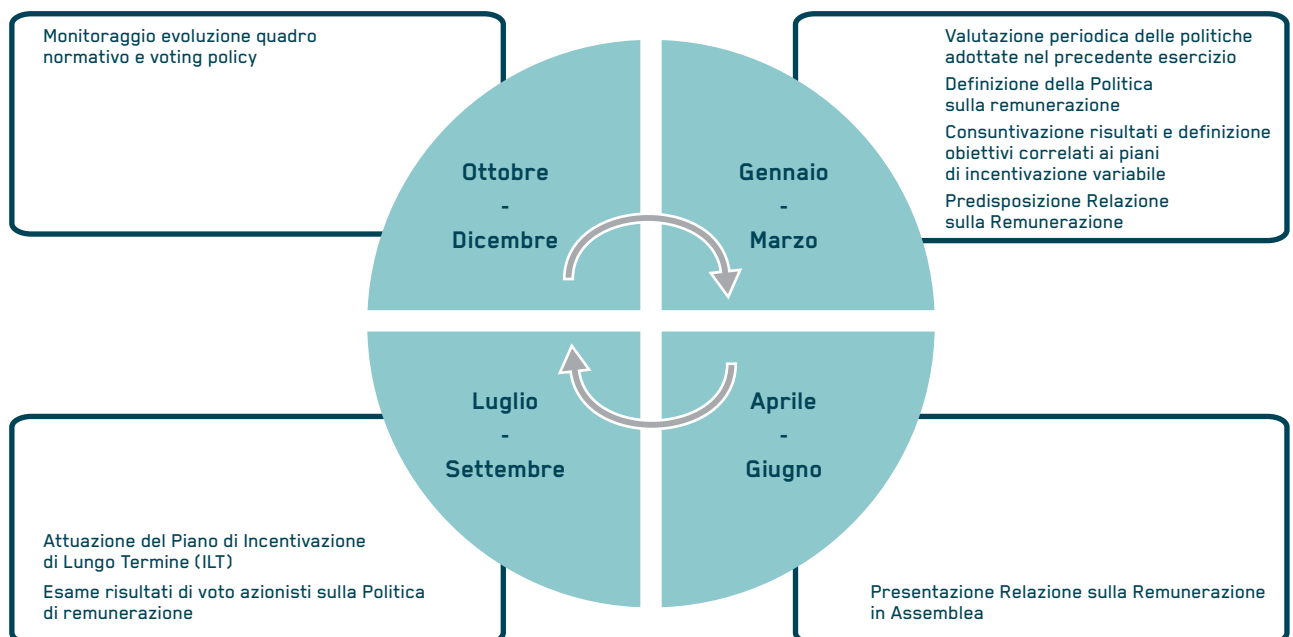 Monitoraggio evoluzione quadro
normativo e voting policy
Valutazione periodica delle politiche
adottate nel precedente esercizio
Definizione della Politica
sulla remunerazione
Consuntivazione risultati e definizione
obiettivi correlati ai piani
di incentivazione variabile
Predisposizione Relazione
sulla Remunerazione
Ottobre
-
Dicembre
Gennaio
-
Marzo
Luglio
-
Settembre
Aprile
-
Giugno
Attuazione del Piano di Incentivazione
di Lungo Termine (ILT)
Esame risultati di voto azionisti sulla Politica
di remunerazione
Presentazione Relazione sulla Remunerazione
in Assemblea